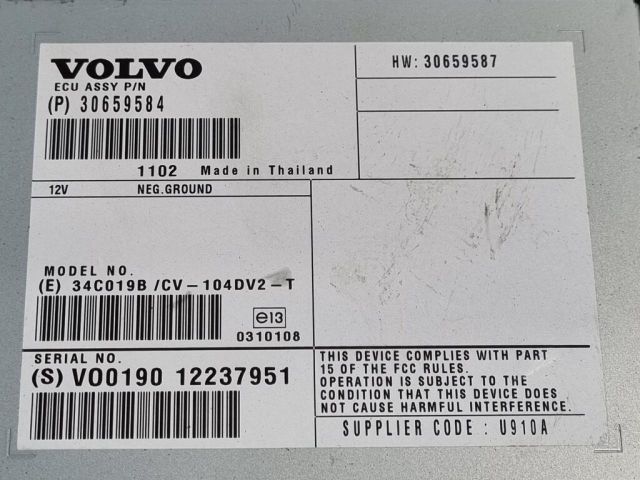 VOLVO
ECU ASSY P/N
(P) 30659584
1102 Made in Thailand
HW: 30659587
12V NEG.GROUND
MODEL NO.
(E) 34C019B /CV-104DV2-T
e13
0310108
SERIAL NO.
(S) VO0190 12237951
THIS DEVICE COMPLIES WITH PART
15 OF THE FCC RULES.
OPERATION IS SUBJECT TO THE
CONDITION THAT THIS DEVICE DOES
NOT CAUSE HARMFUL INTERFERENCE.
SUPPLIER CODE : U910A